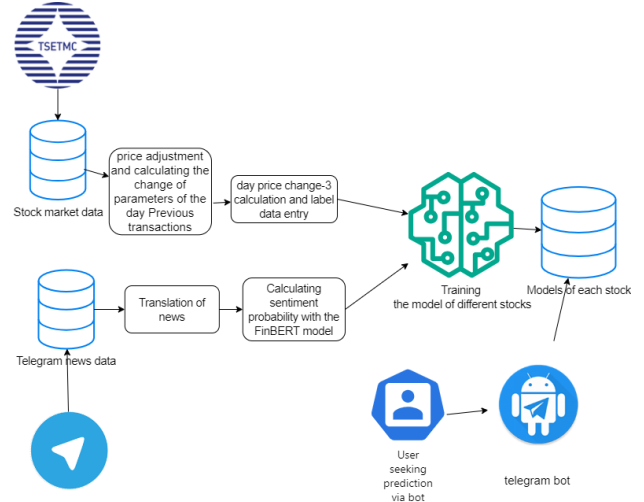 TSETMC
Stock market data
price adjustment
and calculating the
change of
parameters of the
day Previous
transactions
day price change-3
calculation and label
data entry
Training
the model of different stocks
Models of each stock
Telegram news data
Translation of
news
Calculating
sentiment
probability with the
FinBERT model
User
seeking
prediction
via bot
telegram bot